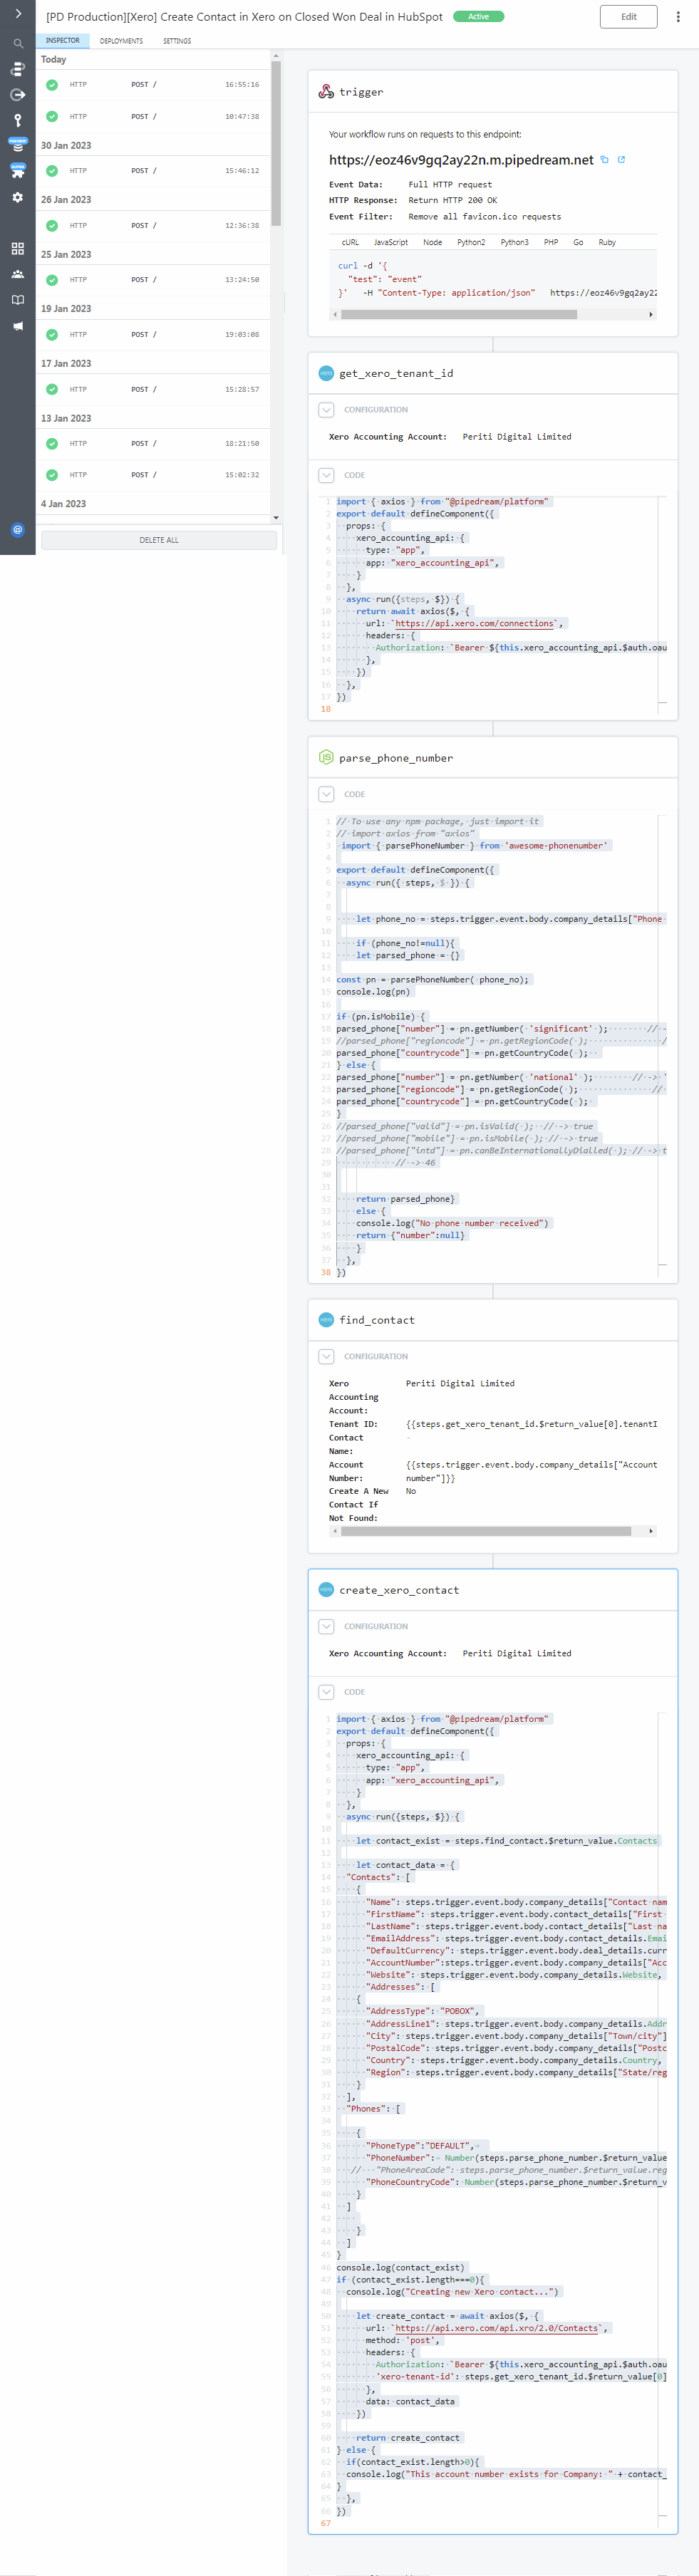 [PD Production][Xero] Create Contact in Xero on Closed Won Deal in HubSpot
Active
Edit
INSPECTOR DEPLOYMENTS SETTINGS
Today
HTTP POST / 16:55:16
HTTP POST / 10:47:38
30 Jan 2023
HTTP POST / 15:46:12
26 Jan 2023
HTTP POST / 12:36:38
25 Jan 2023
HTTP POST / 13:24:50
19 Jan 2023
HTTP POST / 19:03:08
17 Jan 2023
HTTP POST / 15:28:57
13 Jan 2023
HTTP POST / 18:21:50
HTTP POST / 15:02:32
4 Jan 2023
DELETE ALL
trigger
Your workflow runs on requests to this endpoint:
https://eoz46v9gq2ay22n.m.pipedream.net
Event Data: Full HTTP request
HTTP Response: Return HTTP 200 OK
Event Filter: Remove all favicon.ico requests
cURL JavaScript Node Python2 Python3 PHP Go Ruby
curl -d '{
"test": "event"
}' -H "Content-Type: application/json" https://eoz46v9gq2ay22
get_xero_tenant_id
CONFIGURATION
Xero Accounting Account: Periti Digital Limited
CODE
1 import { axios } from "@pipedream/platform"
2 export default defineComponent({
3 props: {
4 xero_accounting_api: {
5 type: "app",
6 app: "xero_accounting_api",
7 }
8 },
9 async run({steps, $}) {
10 return await axios($, {
11 url: `https://api.xero.com/connections`,
12 headers: {
13 Authorization: `Bearer ${this.xero_accounting_api.$auth.oau
14 },
15 })
16 },
17 })
18
parse_phone_number
CODE
1 // To use any npm package, just import it
2 // import axios from "axios"
3 import { parsePhoneNumber } from 'awesome-phonenumber'
4
5 export default defineComponent({
6 async run({ steps, $ }) {
7
8
9 let phone_no = steps.trigger.event.body.company_details["Phone
10
11 if (phone_no!=null){
12 let parsed_phone = {}
13
14 const pn = parsePhoneNumber( phone_no);
15 console.log(pn)
16
17 if (pn.isMobile) {
18 parsed_phone["number"] = pn.getNumber( 'significant' ); // -
19 //parsed_phone["regioncode"] = pn.getRegionCode( ); /
20 parsed_phone["countrycode"] = pn.getCountryCode( );
21 } else {
22 parsed_phone["number"] = pn.getNumber( 'national' ); // -> '
23 parsed_phone["regioncode"] = pn.getRegionCode( ); //
24 parsed_phone["countrycode"] = pn.getCountryCode( );
25 }
26 //parsed_phone["valid"] = pn.isValid( ); // -> true
27 //parsed_phone["mobile"] = pn.isMobile( ); // -> true
28 //parsed_phone["intd"] = pn.canBeInternationallyDialled( ); // -> t
29 // -> 46
30
31
32 return parsed_phone}
33 else {
34 console.log("No phone number received")
35 return {"number":null}
36 }
37 },
38 })
find_contact
CONFIGURATION
Xero Accounting Account: Periti Digital Limited
Tenant ID: {{steps.get_xero_tenant_id.$return_value[0].tenantI
Contact Name: -
Account Number: {{steps.trigger.event.body.company_details["Account number"]}}
Create A New Contact If Not Found: No
create_xero_contact
CONFIGURATION
Xero Accounting Account: Periti Digital Limited
CODE
1 import { axios } from "@pipedream/platform"
2 export default defineComponent({
3 props: {
4 xero_accounting_api: {
5 type: "app",
6 app: "xero_accounting_api",
7 }
8 },
9 async run({steps, $}) {
10
11 let contact_exist = steps.find_contact.$return_value.Contacts
12
13 let contact_data = {
14 "Contacts": [
15 {
16 "Name": steps.trigger.event.body.company_details["Contact nam
17 "FirstName": steps.trigger.event.body.contact_details["First
18 "LastName": steps.trigger.event.body.contact_details["Last na
19 "EmailAddress": steps.trigger.event.body.contact_details.Emai
20 "DefaultCurrency": steps.trigger.event.body.deal_details.curr
21 "AccountNumber":steps.trigger.event.body.company_details["Acc
22 "Website": steps.trigger.event.body.company_details.Website,
23 "Addresses": [
24 {
25 "AddressType": "POBOX",
26 "AddressLine1": steps.trigger.event.body.company_details.Addr
27 "City": steps.trigger.event.body.company_details["Town/city"]
28 "PostalCode": steps.trigger.event.body.company_details["Postc
29 "Country": steps.trigger.event.body.company_details.Country,
30 "Region": steps.trigger.event.body.company_details["State/reg
31 }
32 ],
33 "Phones": [
34
35 {
36 "PhoneType":"DEFAULT",
37 "PhoneNumber": Number(steps.parse_phone_number.$return_value
38 // "PhoneAreaCode": steps.parse_phone_number.$return_value.reg
39 "PhoneCountryCode": Number(steps.parse_phone_number.$return_v
40 }
41 ]
42
43 }
44 ]
45 }
46 console.log(contact_exist)
47 if (contact_exist.length===0){
48 console.log("Creating new Xero contact...")
49
50 let create_contact = await axios($, {
51 url: `https://api.xero.com/api.xro/2.0/Contacts`,
52 method: 'post',
53 headers: {
54 Authorization: `Bearer ${this.xero_accounting_api.$auth.oau
55 'xero-tenant-id': steps.get_xero_tenant_id.$return_value[0]
56 },
57 data: contact_data
58 })
59
60 return create_contact
61 } else {
62 if(contact_exist.length>0){
63 console.log("This account number exists for Company: " + contact_
64 }
65 },
66 })
67